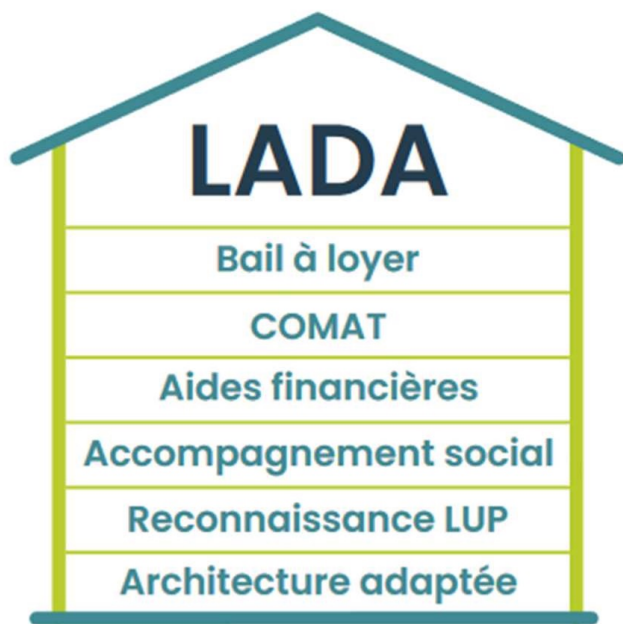 LADA
Bail à loyer
COMAT
Aides financières
Accompagnement social
Reconnaissance LUP
Architecture adaptée